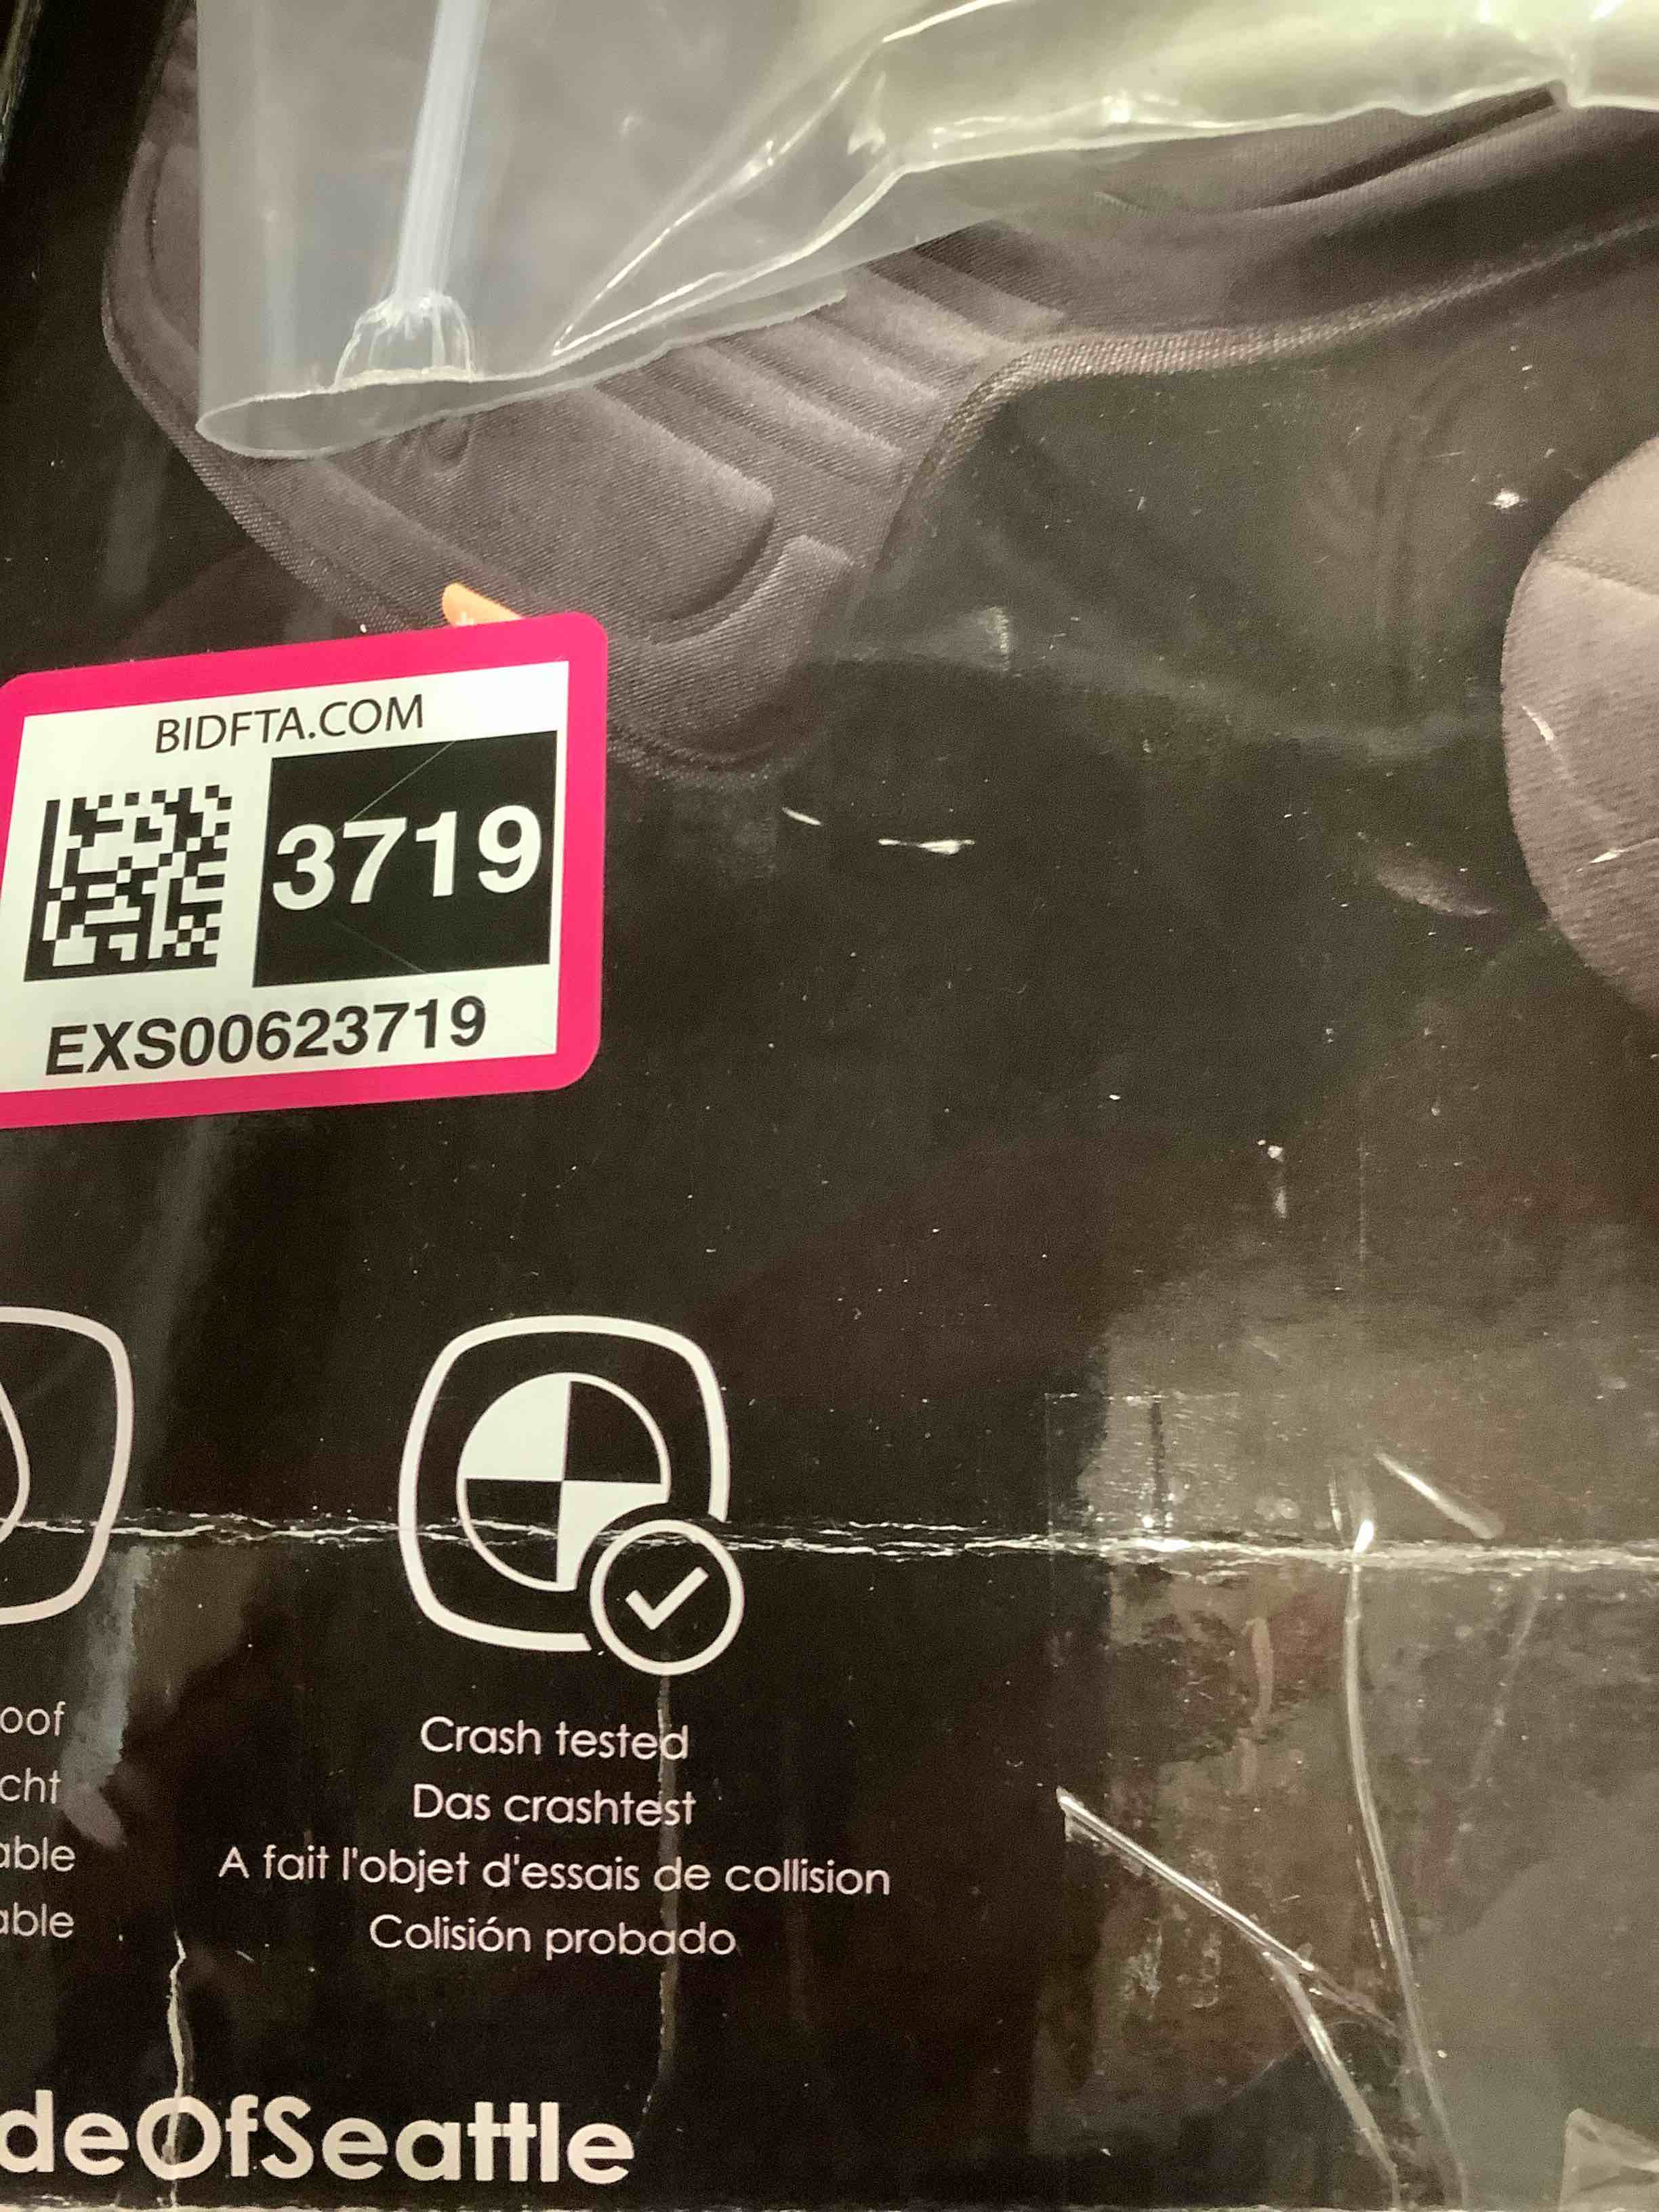 BIDFTA.COM
3719
EXS00623719
oof
cht
able
able
Crash tested
Das crashtest
A fait l'objet d'essais de collision
Colisión probado
deOfSeattle